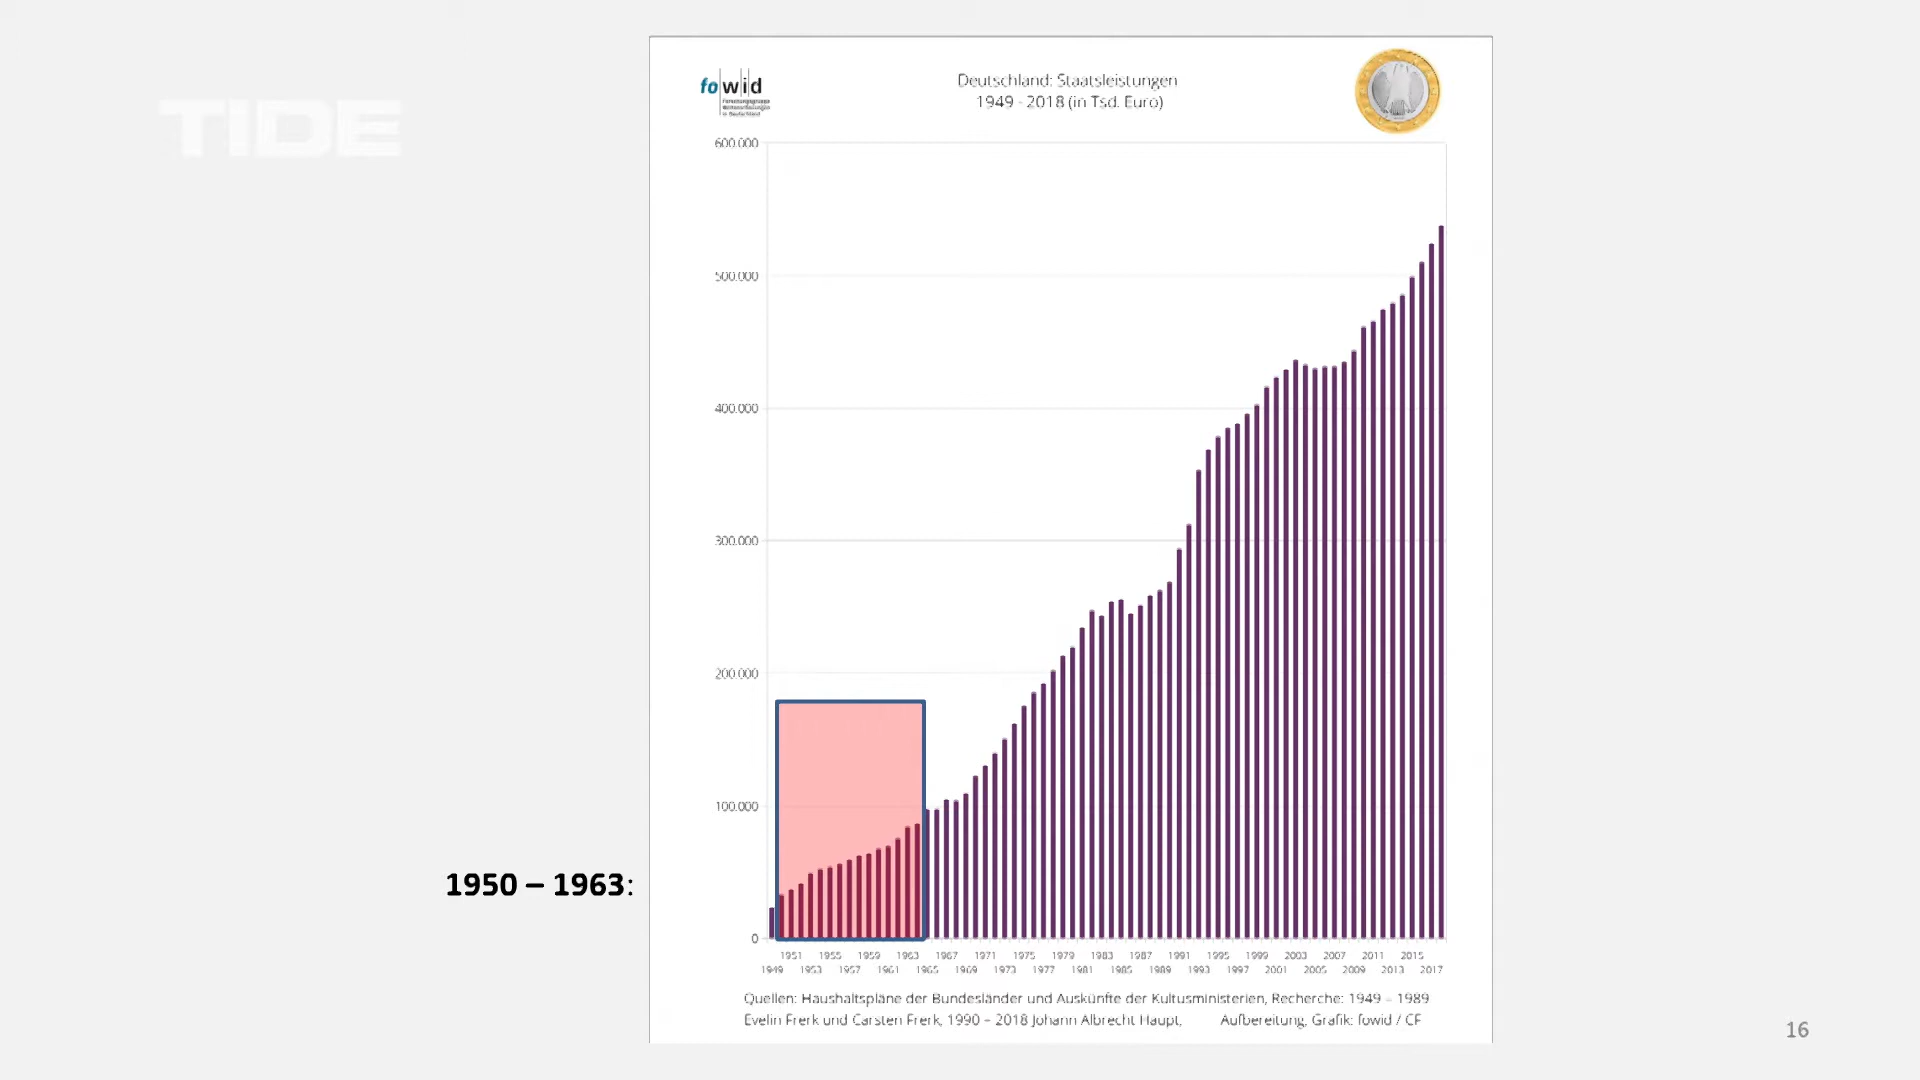 TIDE
fowid
Deutschland: Staatsleistungen
1949 - 2018 (in Tsd. Euro)
600.000
500.000
400.000
300.000
200.000
100.000
0
1950 – 1963:
1951 1955 1959 1963 1967 1971 1975 1979 1983 1987 1991 1995 1999 2003 2007 2011 2015
1949 1953 1957 1961 1965 1969 1973 1977 1981 1985 1989 1993 1997 2001 2005 2009 2013 2017
Quellen: Haushaltspläne der Bundesländer und Auskünfte der Kultusministerien, Recherche: 1949 – 1989
Evelin Frerk und Carsten Frerk, 1990 – 2018 Johann Albrecht Haupt, Aufbereitung, Grafik: fowid / CF
16